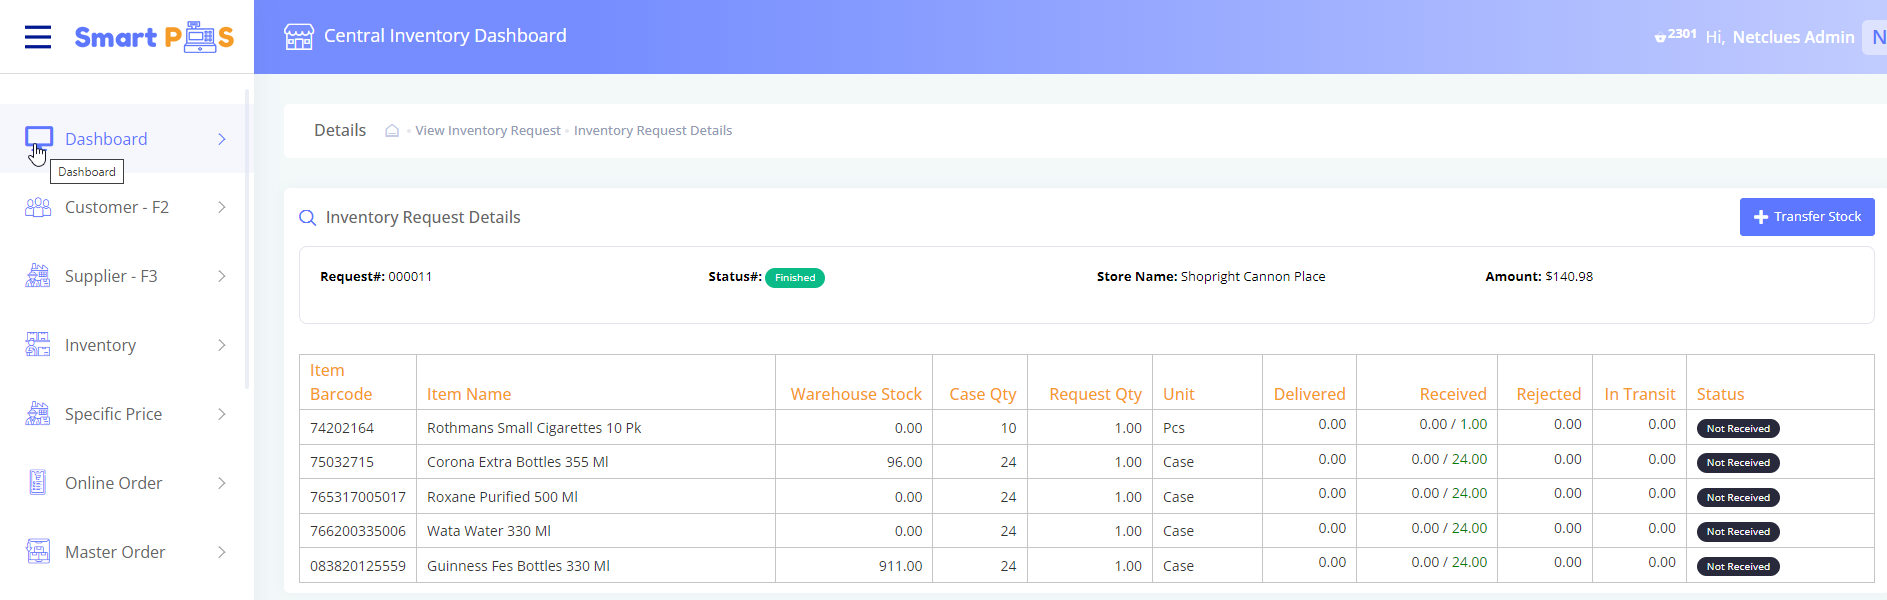 Smart POS
Central Inventory Dashboard
2301 Hi, Netclues Admin N
Dashboard
Dashboard
Customer - F2
Supplier - F3
Inventory
Specific Price
Online Order
Master Order
Details View Inventory Request Inventory Request Details
Inventory Request Details
Transfer Stock
Request#: 000011 Status#: Finished Store Name: Shopright Cannon Place Amount: $140.98
Item Barcode Item Name Warehouse Stock Case Qty Request Qty Unit Delivered Received Rejected In Transit Status
74202164 Rothmans Small Cigarettes 10 Pk 0.00 10 1.00 Pcs 0.00 0.00 / 1.00 0.00 0.00 Not Received
75032715 Corona Extra Bottles 355 Ml 96.00 24 1.00 Case 0.00 0.00 / 24.00 0.00 0.00 Not Received
765317005017 Roxane Purified 500 Ml 0.00 24 1.00 Case 0.00 0.00 / 24.00 0.00 0.00 Not Received
766200335006 Wata Water 330 Ml 0.00 24 1.00 Case 0.00 0.00 / 24.00 0.00 0.00 Not Received
083820125559 Guinness Fes Bottles 330 Ml 911.00 24 1.00 Case 0.00 0.00 / 24.00 0.00 0.00 Not Received